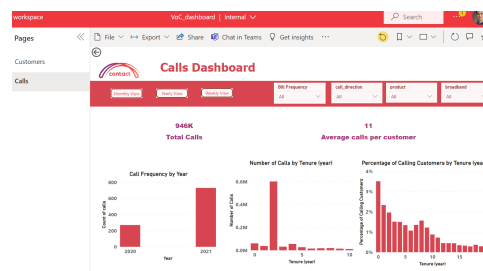 workspace
VoC_dashboard | Internal
Search
Pages
File
Export
Share
Chat in Teams
Get insights
Customers
Calls
contact
Calls Dashboard
Monthly View
Yearly View
Weekly View
Bill Frequency
All
call_direction
All
product
All
broadband
All
946K
Total Calls
11
Average calls per customer
Call Frequency by Year
Count of calls
800
600
400
200
0
2020
2021
Year
Number of Calls by Tenure (year)
Number of Calls
0.6M
0.4M
0.2M
0.0M
0
5
10
Tenure (year)
Percentage of Calling Customers by Tenure (yea
Percentage of Calling Customers
4%
3%
2%
1%
0%
0
5
10
15
Tenure (year)